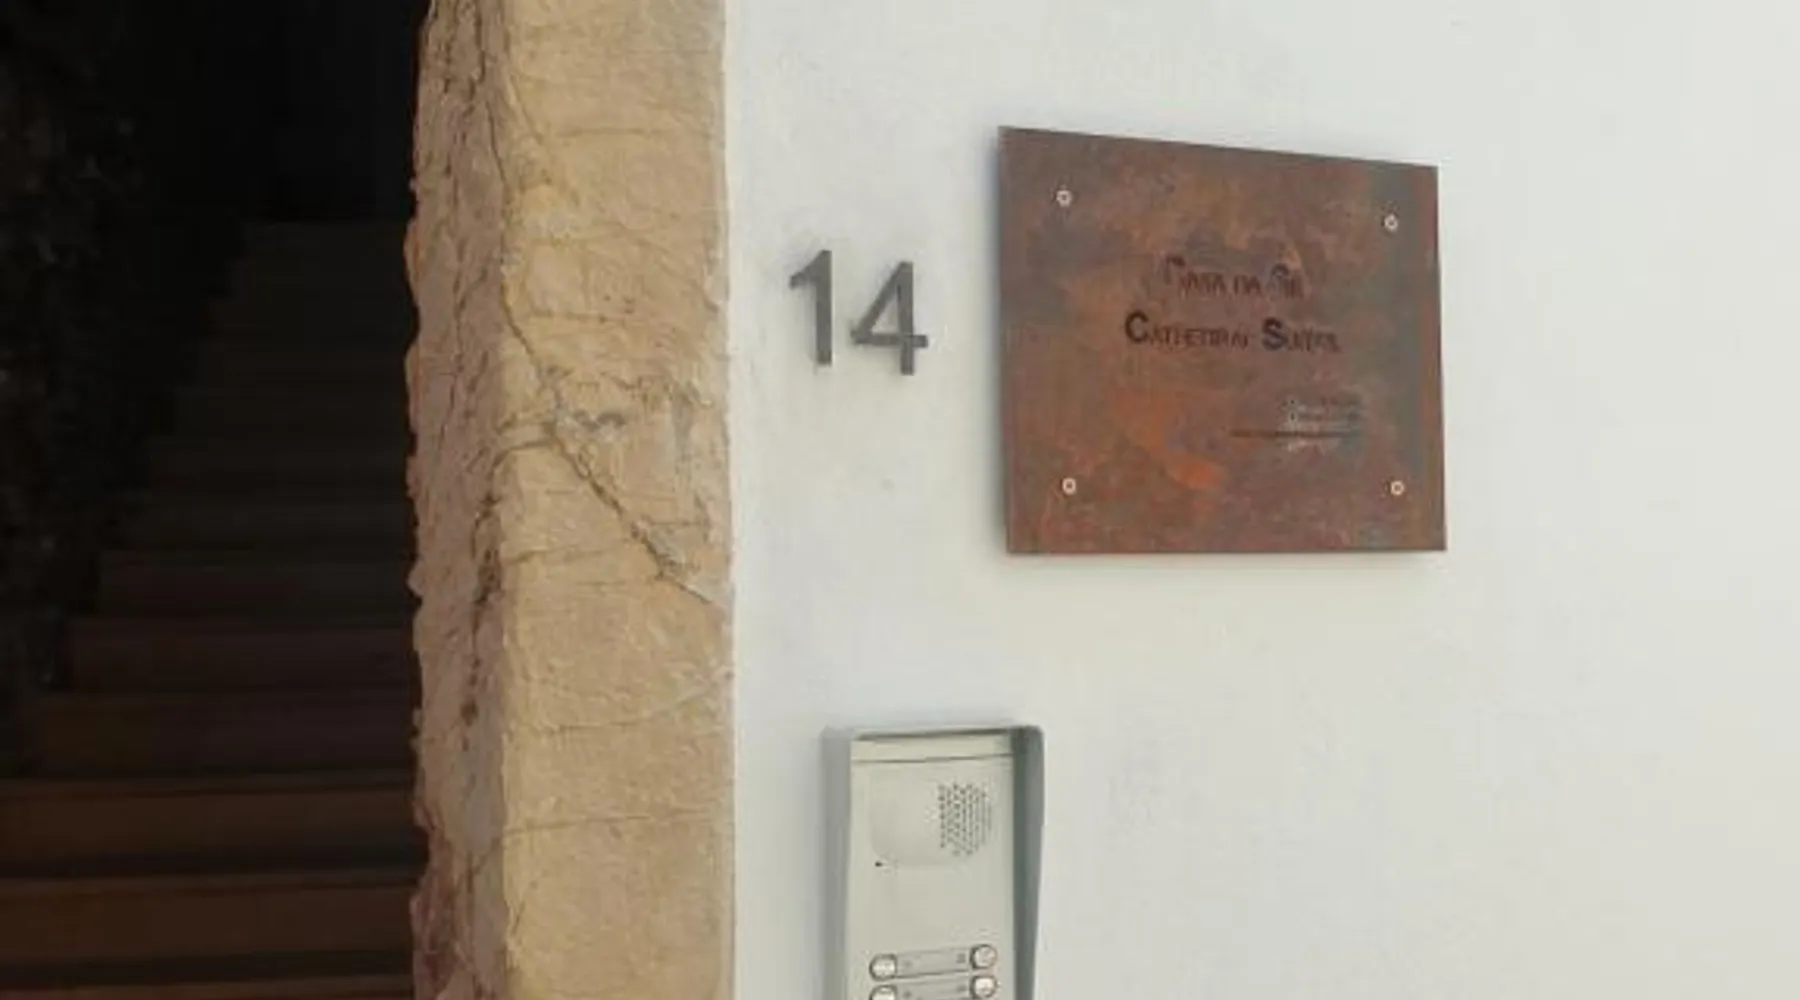 14
Casa da Sé
Cathedral Suites